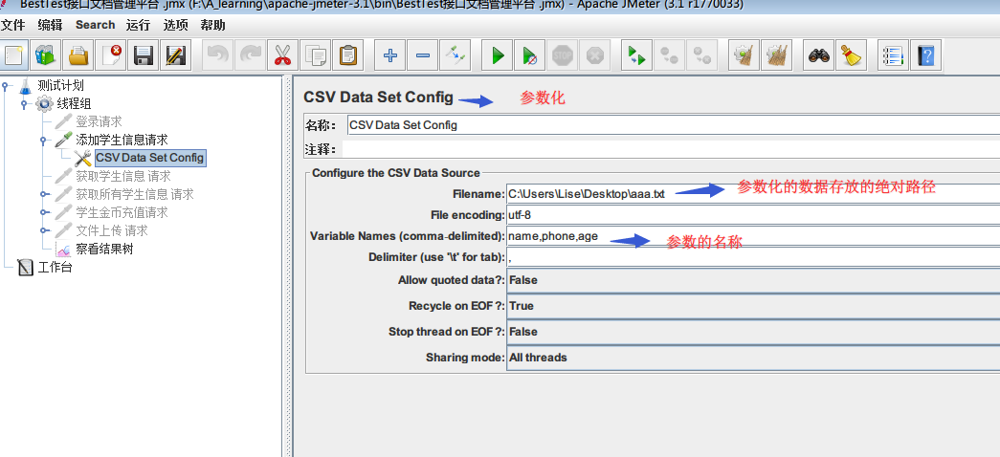 BestTest接口文档管理平台 .jmx (F:\A_learning\apache-jmeter-3.1\bin\BestTest接口文档管理平台 .jmx) - Apache JMeter (3.1 r1770033)
文件 编辑 Search 运行 选项 帮助
测试计划
线程组
登录请求
添加学生信息请求
CSV Data Set Config
获取学生信息 请求
获取所有学生信息 请求
学生金币充值请求
文件上传 请求
察看结果树
工作台
CSV Data Set Config 参数化
名称: CSV Data Set Config
注释:
Configure the CSV Data Source
Filename: C:\Users\Lise\Desktop\aaa.txt 参数化的数据存放的绝对路径
File encoding: utf-8
Variable Names (comma-delimited): name,phone,age 参数的名称
Delimiter (use '\t' for tab): ,
Allow quoted data?: False
Recycle on EOF ?: True
Stop thread on EOF ?: False
Sharing mode: All threads